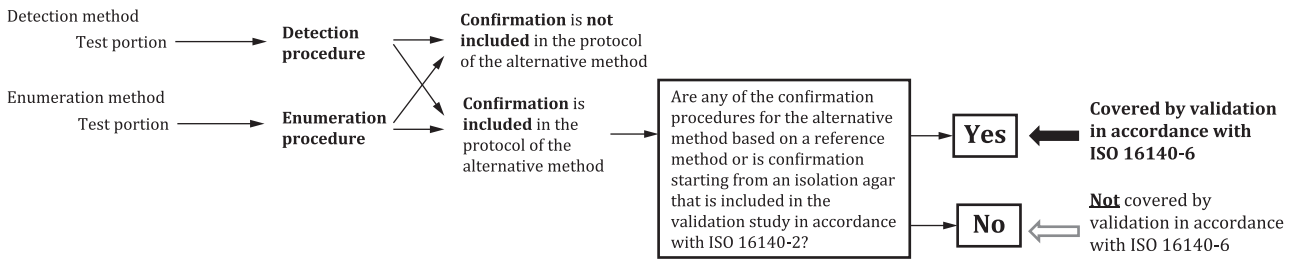 Detection method
Test portion
Detection
procedure
Confirmation is not
included in the protocol
of the alternative method
Enumeration method
Test portion
Enumeration
procedure
Confirmation is
included in the
protocol of the
alternative method
Are any of the confirmation
procedures for the alternative
method based on a reference
method or is confirmation
starting from an isolation agar
that is included in the
validation study in accordance
with ISO 16140-2?
Yes
Covered by validation
in accordance with
ISO 16140-6
No
Not covered by
validation in accordance
with ISO 16140-6